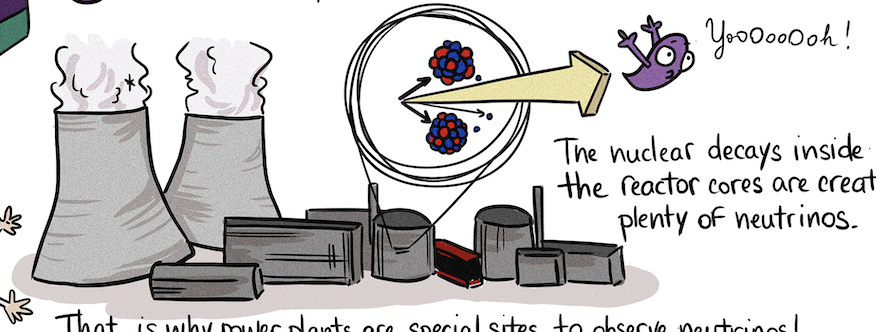 YooOooOoh!
The nuclear decays inside
the reactor cores are creat
plenty of neutrinos.
That is why power plants are special sites to observe neutrinos!